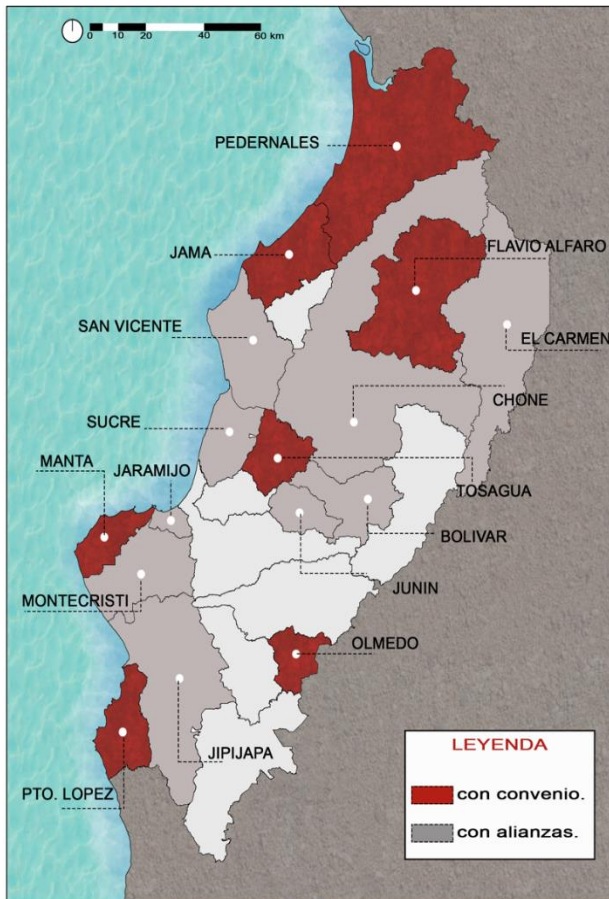 0 10 20 40 60 km
PEDERNALES
JAMA
FLAVIO ALFARO
SAN VICENTE
EL CARMEN
CHONE
SUCRE
MANTA
JARAMIJO
TOSAGUA
BOLIVAR
JUNIN
MONTECRISTI
OLMEDO
JIPIJAPA
PTO. LOPEZ
LEYENDA
con convenio.
con alianzas.